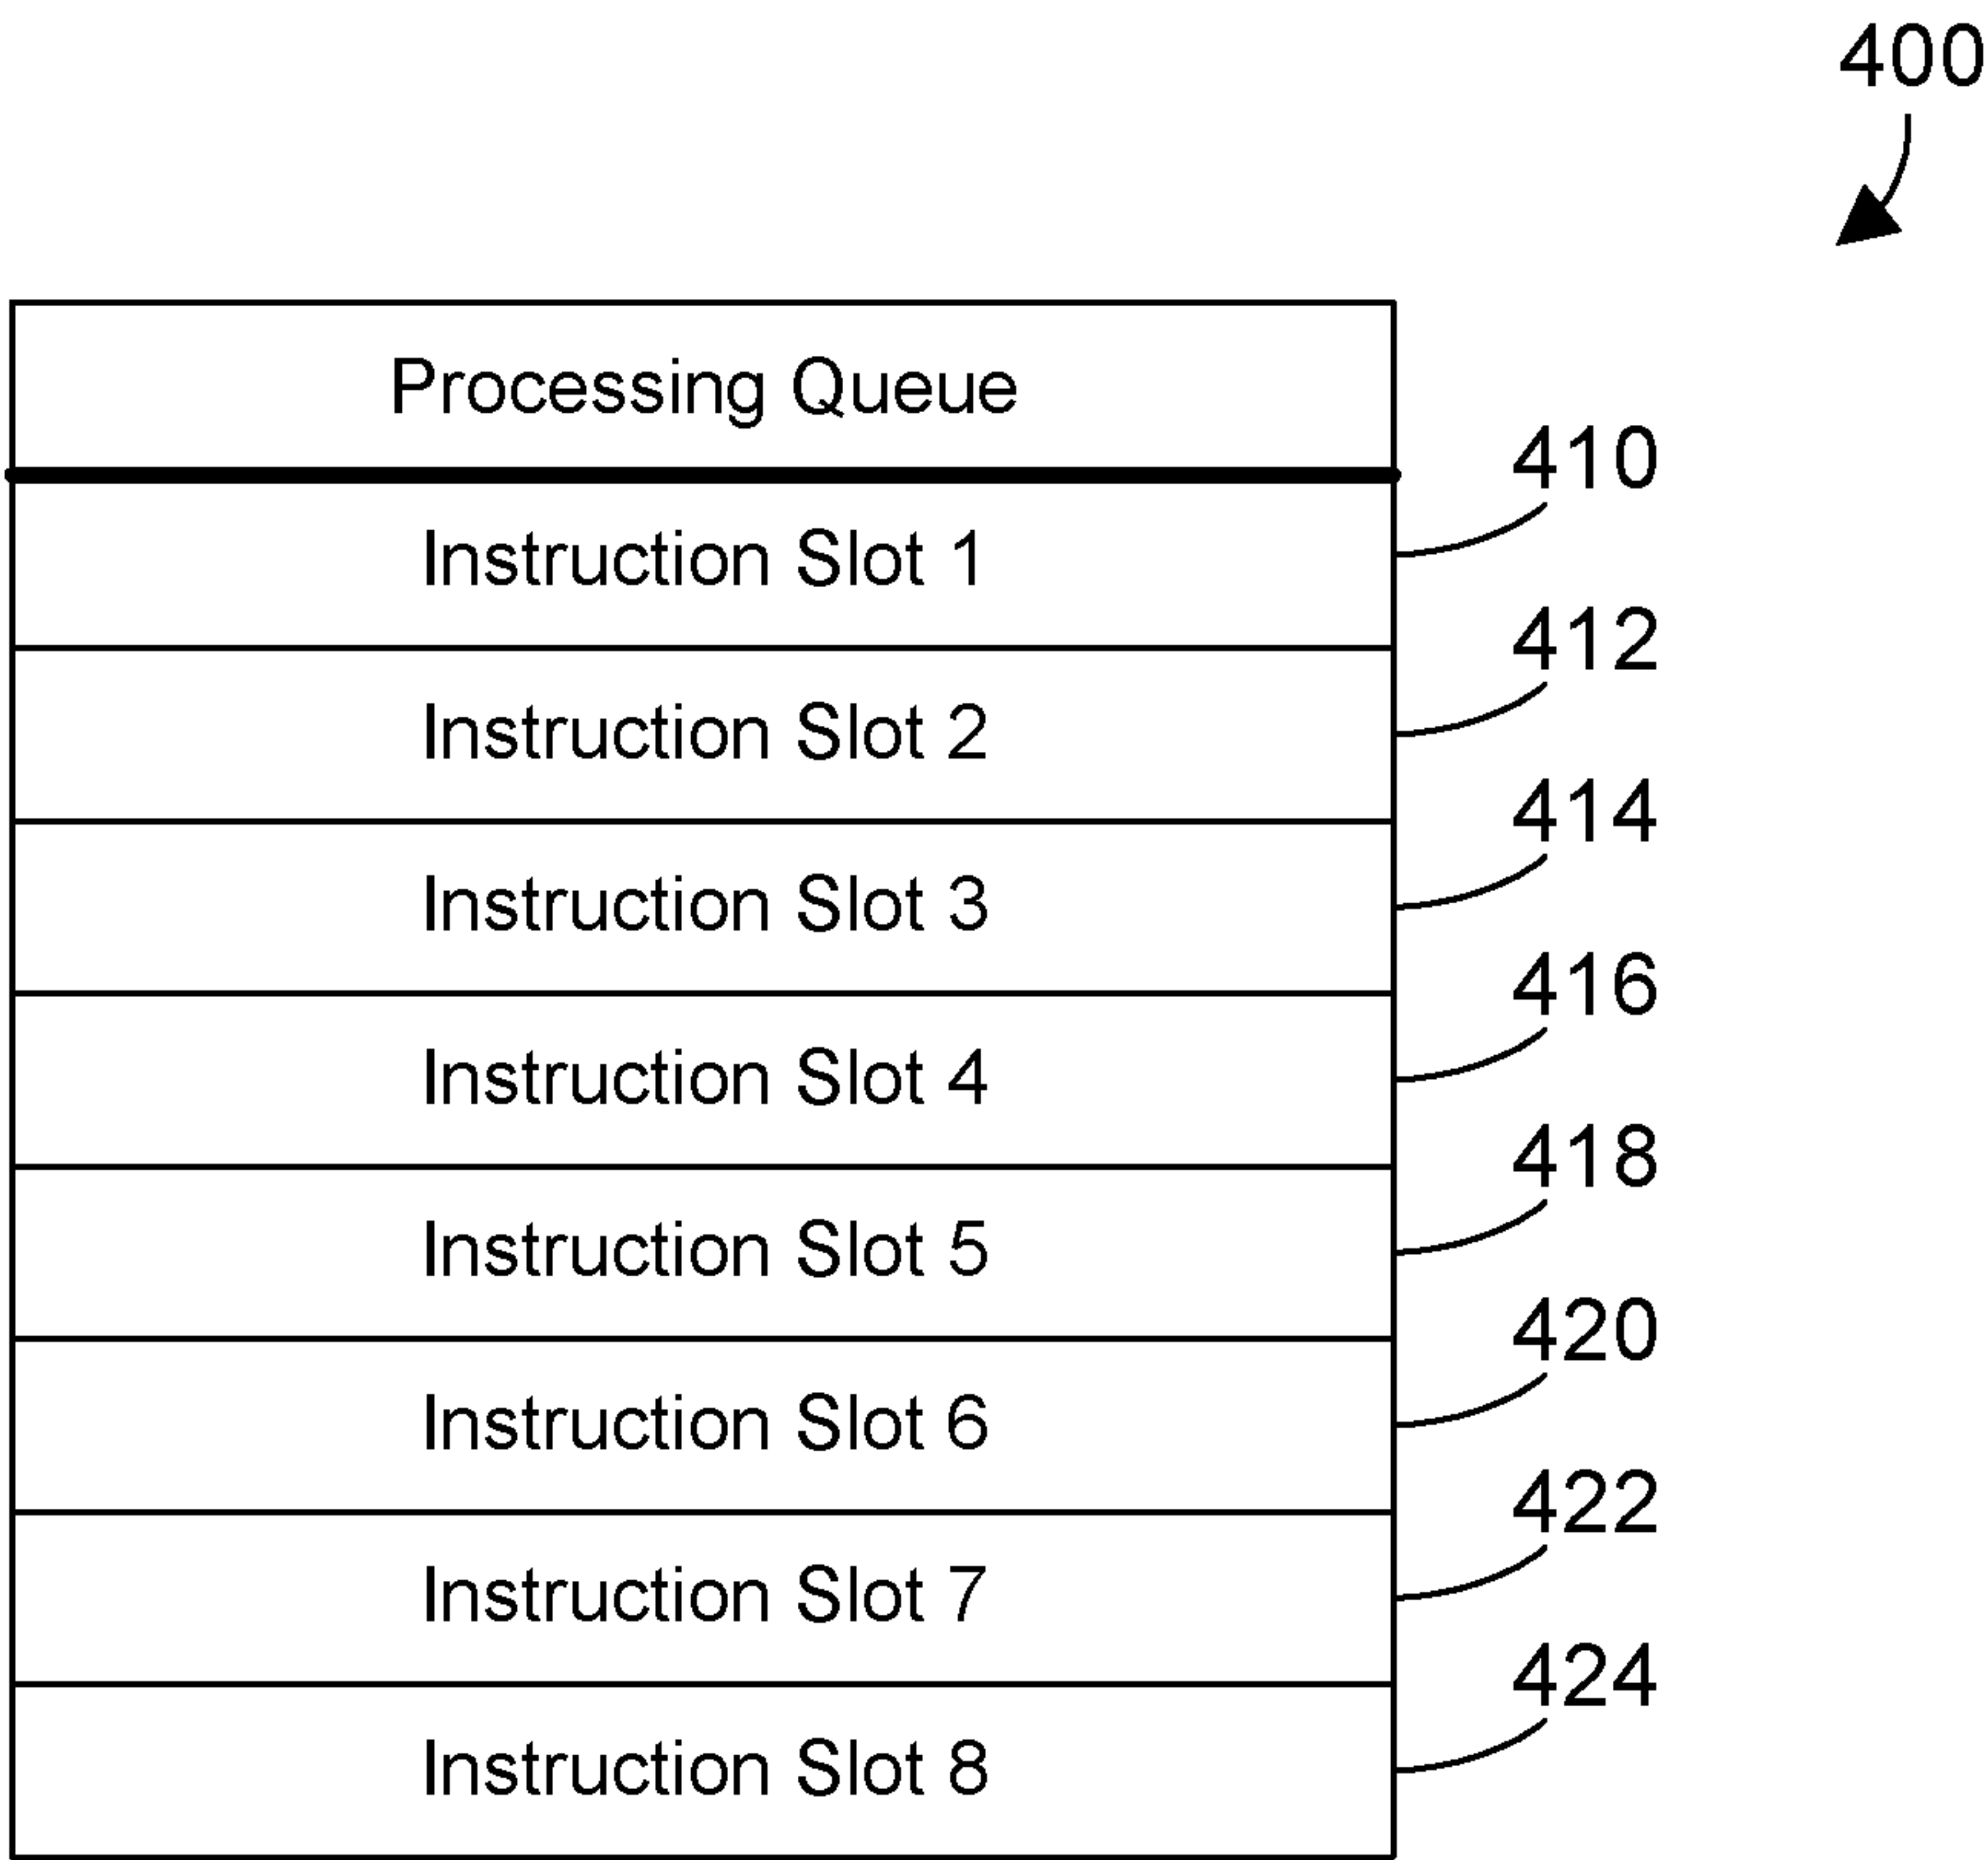 400
Processing Queue
410
Instruction Slot 1
412
Instruction Slot 2
414
Instruction Slot 3
416
Instruction Slot 4
418
Instruction Slot 5
420
Instruction Slot 6
422
Instruction Slot 7
424
Instruction Slot 8